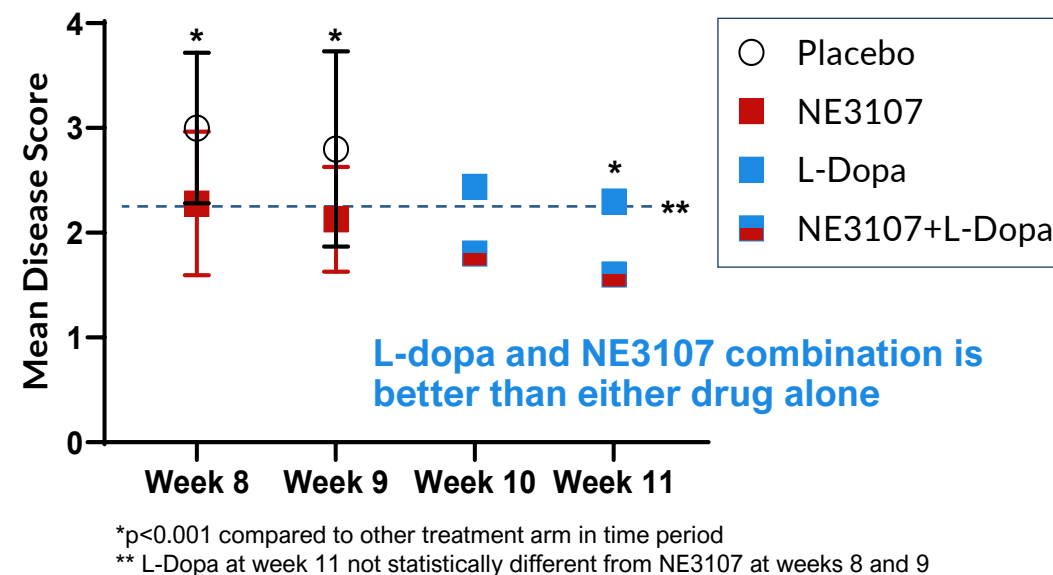 Mean Disease Score
4
3
2
1
0
*
*
*
**
Placebo
NE3107
L-Dopa
NE3107+L-Dopa
L-dopa and NE3107 combination is
better than either drug alone
Week 8
Week 9
Week 10
Week 11
*p<0.001 compared to other treatment arm in time period
** L-Dopa at week 11 not statistically different from NE3107 at weeks 8 and 9